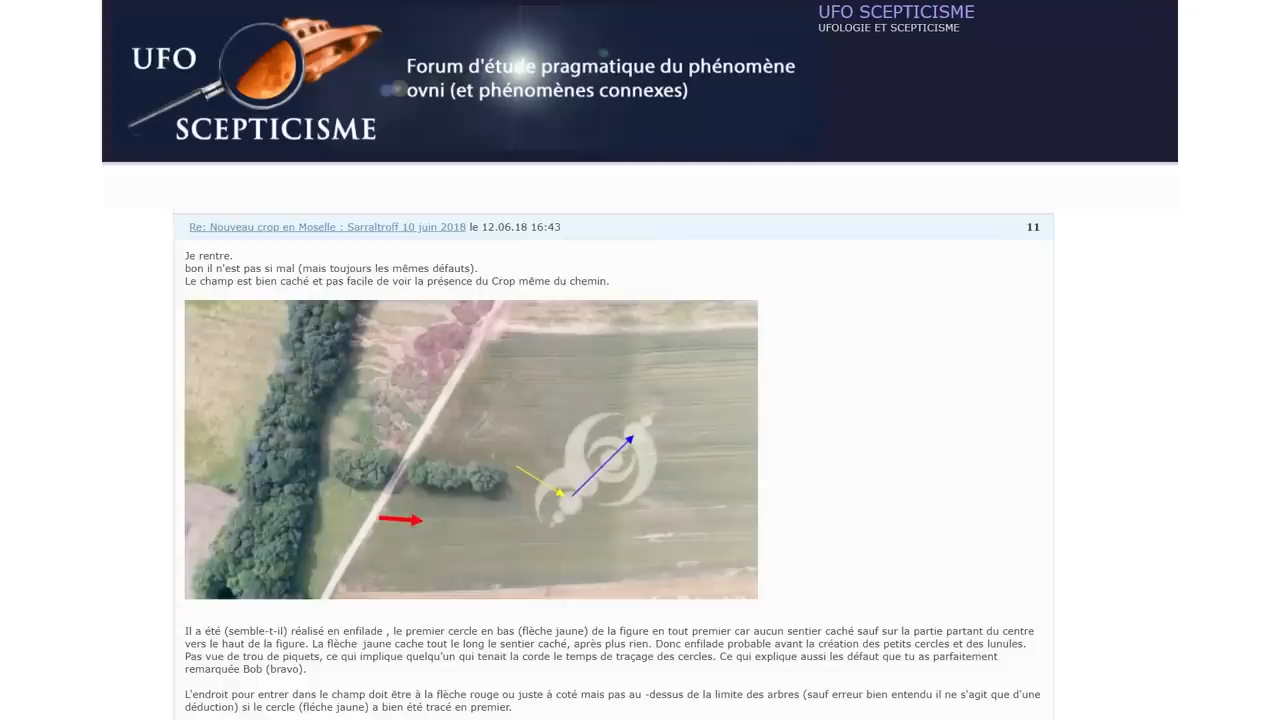 UFO
SCEPTICISME
Forum d'étude pragmatique du phénomène
ovni (et phénomènes connexes)
UFO SCEPTICISME
UFOLOGIE ET SCEPTICISME
Re: Nouveau crop en Moselle : Sarraltroff 10 juin 2018 le 12.06.18 16:43
11
Je rentre.
bon il n'est pas si mal (mais toujours les mêmes défauts).
Le champ est bien caché et pas facile de voir la présence du Crop même du chemin.
Il a été (semble-t-il) réalisé en enfilade , le premier cercle en bas (flèche jaune) de la figure en tout premier car aucun sentier caché sauf sur la partie partant du centre
vers le haut de la figure. La flèche  jaune cache tout le long le sentier caché, après plus rien. Donc enfilade probable avant la création des petits cercles et des lunules.
Pas vue de trou de piquets, ce qui implique quelqu'un qui tenait la corde le temps de traçage des cercles. Ce qui explique aussi les défaut que tu as parfaitement
remarquée Bob (bravo).
L'endroit pour entrer dans le champ doit être à la flèche rouge ou juste à coté mais pas au -dessus de la limite des arbres (sauf erreur bien entendu il ne s'agit que d'une
déduction) si le cercle (fléche jaune) a bien été tracé en premier.